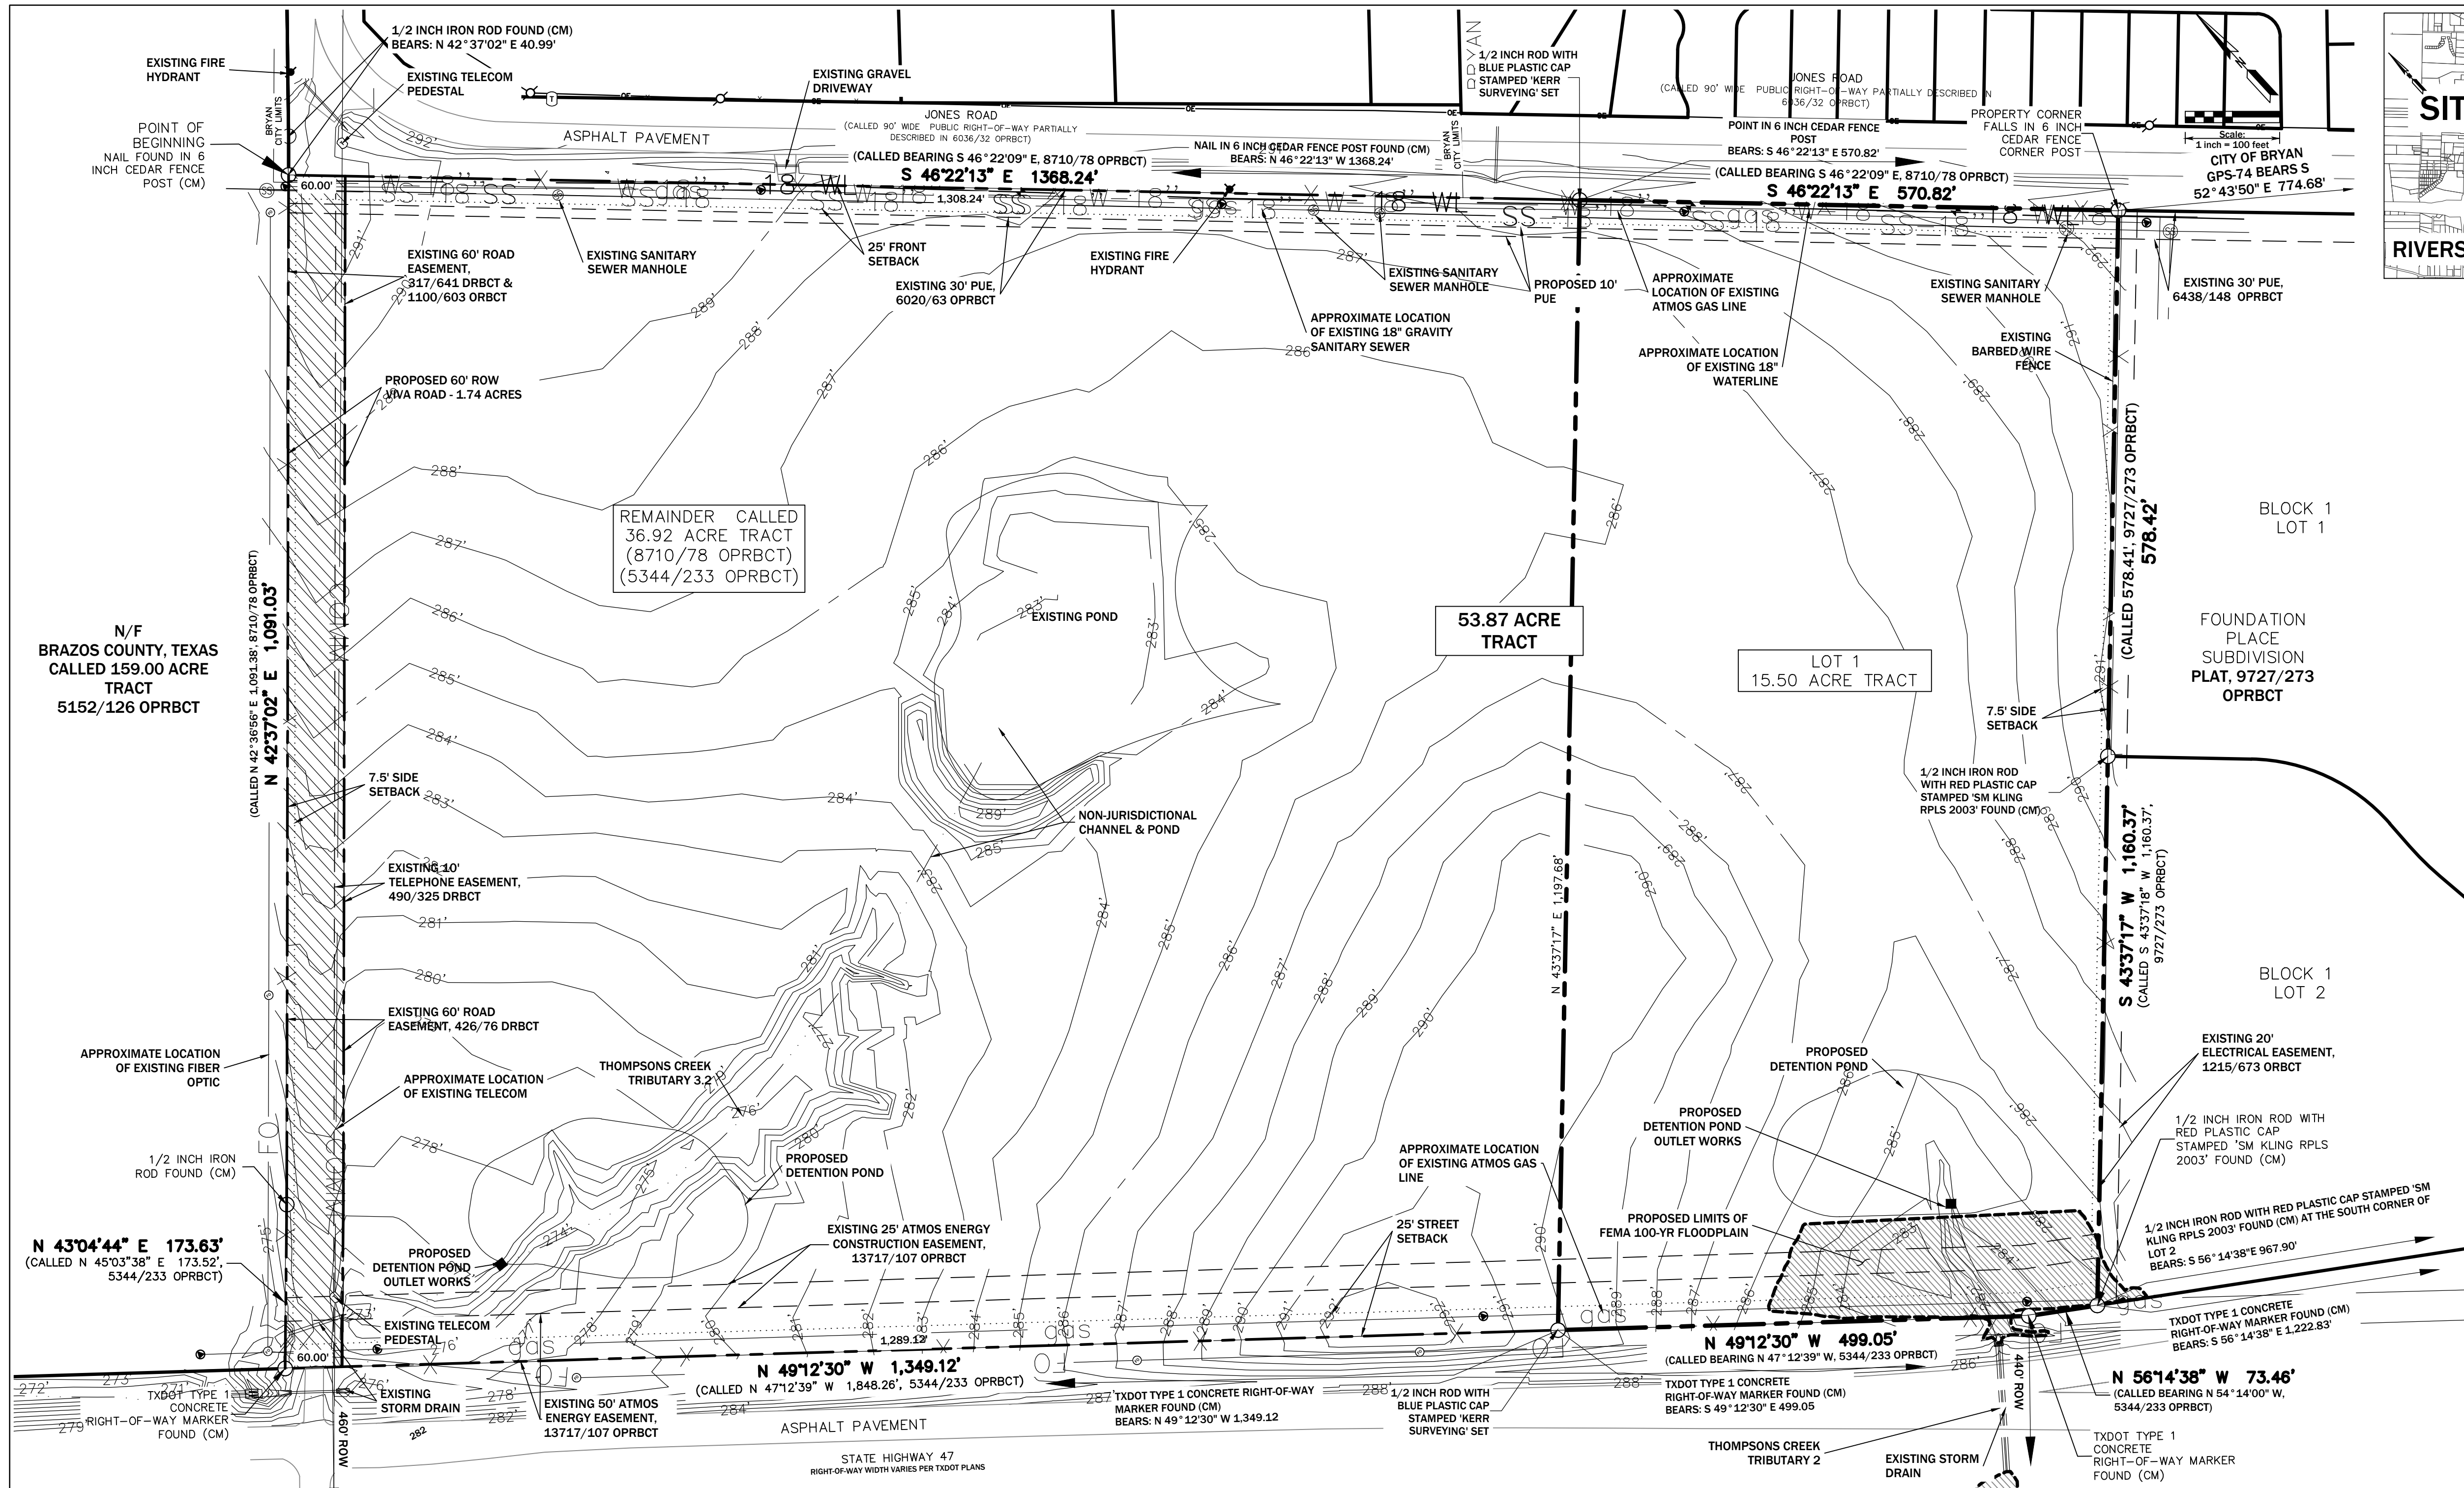 1/2 INCH IRON ROD FOUND (CM)
BEARS: N 42°37'02" E 40.99'
EXISTING FIRE
HYDRANT
EXISTING TELECOM
PEDESTAL
BRYAN
CITY LIMITS
POINT OF
BEGINNING
NAIL FOUND IN 6
INCH CEDAR FENCE
POST (CM)
292'
ASPHALT PAVEMENT
EXISTING GRAVEL
DRIVEWAY
OE
JONES ROAD
(CALLED 90' WIDE PUBLIC RIGHT-OF-WAY PARTIALLY
DESCRIBED IN 6036/32 OPRBCT)
(CALLED BEARING S 46°22'09" E, 8710/78 OPRBCT)
S 46°22'13" E 1368.24'
1,308.24'
60.00'
NAIL IN 6 INCH CEDAR FENCE POST FOUND (CM)
BEARS: N 46°22'13" W 1368.24'
BRYAN
CITY LIMITS
1/2 INCH ROD WITH
BLUE PLASTIC CAP
STAMPED 'KERR
SURVEYING' SET
JONES ROAD
(CALLED 90' WIDE PUBLIC RIGHT-OF-WAY PARTIALLY DESCRIBED IN
6036/32 OPRBCT)
POINT IN 6 INCH CEDAR FENCE
POST
BEARS: S 46°22'13" E 570.82'
(CALLED BEARING S 46°22'09" E, 8710/78 OPRBCT)
S 46°22'13" E 570.82'
PROPERTY CORNER
FALLS IN 6 INCH
CEDAR FENCE
CORNER POST
Scale:
1 inch = 100 feet
CITY OF BRYAN
GPS-74 BEARS S
52°43'50" E 774.68'
SIT
RIVERS
EXISTING 60' ROAD
EASEMENT,
317/641 DRBCT &
1100/603 ORBCT
EXISTING SANITARY
SEWER MANHOLE
25' FRONT
SETBACK
EXISTING 30' PUE,
6020/63 OPRBCT
EXISTING FIRE
HYDRANT
APPROXIMATE LOCATION
OF EXISTING 18" GRAVITY
SANITARY SEWER
EXISTING SANITARY
SEWER MANHOLE
PROPOSED 10'
PUE
APPROXIMATE
LOCATION OF EXISTING
ATMOS GAS LINE
APPROXIMATE LOCATION
OF EXISTING 18"
WATERLINE
EXISTING SANITARY
SEWER MANHOLE
EXISTING
BARBED WIRE
FENCE
EXISTING 30' PUE,
6438/148 OPRBCT
PROPOSED 60' ROW
VIVA ROAD - 1.74 ACRES
REMAINDER CALLED
36.92 ACRE TRACT
(8710/78 OPRBCT)
(5344/233 OPRBCT)
EXISTING POND
53.87 ACRE
TRACT
LOT 1
15.50 ACRE TRACT
(CALLED 578.41', 9727/273 OPRBCT)
578.42'
BLOCK 1
LOT 1
FOUNDATION
PLACE
SUBDIVISION
PLAT, 9727/273
OPRBCT
N/F
BRAZOS COUNTY, TEXAS
CALLED 159.00 ACRE
TRACT
5152/126 OPRBCT
(CALLED N 42°36'56" E 1,091.38', 8710/78 OPRBCT)
N 42°37'02" E 1,091.03'
7.5' SIDE
SETBACK
NON-JURISDICTIONAL
CHANNEL & POND
7.5' SIDE
SETBACK
1/2 INCH IRON ROD
WITH RED PLASTIC CAP
STAMPED 'SM KLING
RPLS 2003' FOUND (CM)
EXISTING 10'
TELEPHONE EASEMENT,
490/325 DRBCT
N 43°37'17" E 1,197.68'
S 43°37'17" W 1,160.37'
(CALLED S 43°37'18" W 1,160.37',
9727/273 OPRBCT)
BLOCK 1
LOT 2
EXISTING 60' ROAD
EASEMENT, 426/76 DRBCT
APPROXIMATE LOCATION
OF EXISTING FIBER
OPTIC
APPROXIMATE LOCATION
OF EXISTING TELECOM
THOMPSONS CREEK
TRIBUTARY 3.2
PROPOSED
DETENTION POND
EXISTING 20'
ELECTRICAL EASEMENT,
1215/673 ORBCT
PROPOSED
DETENTION POND
OUTLET WORKS
1/2 INCH IRON ROD WITH
RED PLASTIC CAP
STAMPED 'SM KLING RPLS
2003' FOUND (CM)
1/2 INCH IRON
ROD FOUND (CM)
FO
PROPOSED
DETENTION POND
APPROXIMATE LOCATION
OF EXISTING ATMOS GAS
LINE
25' STREET
SETBACK
PROPOSED LIMITS OF
FEMA 100-YR FLOODPLAIN
1/2 INCH IRON ROD WITH RED PLASTIC CAP STAMPED 'SM
KLING RPLS 2003' FOUND (CM) AT THE SOUTH CORNER OF
LOT 2
BEARS: S 56°14'38"E 967.90'
N 43°04'44" E 173.63'
(CALLED N 45°03'38" E 173.52',
5344/233 OPRBCT)
PROPOSED
DETENTION POND
OUTLET WORKS
EXISTING 25' ATMOS ENERGY
CONSTRUCTION EASEMENT,
13717/107 OPRBCT
EXISTING TELECOM
PEDESTAL
60.00'
1,289.12'
gas
N 49°12'30" W 1,349.12'
(CALLED N 47°12'39" W 1,848.26', 5344/233 OPRBCT)
N 49°12'30" W 499.05'
(CALLED BEARING N 47°12'39" W, 5344/233 OPRBCT)
TXDOT TYPE 1 CONCRETE
RIGHT-OF-WAY MARKER FOUND (CM)
BEARS: S 56°14'38" E 1,222.83'
TXDOT TYPE 1
CONCRETE
RIGHT-OF-WAY MARKER
FOUND (CM)
460' ROW
EXISTING
STORM DRAIN
EXISTING 50' ATMOS
ENERGY EASEMENT,
13717/107 OPRBCT
ASPHALT PAVEMENT
STATE HIGHWAY 47
RIGHT-OF-WAY WIDTH VARIES PER TXDOT PLANS
TXDOT TYPE 1 CONCRETE RIGHT-OF-WAY
MARKER FOUND (CM)
BEARS: N 49°12'30" W 1,349.12
1/2 INCH ROD WITH
BLUE PLASTIC CAP
STAMPED 'KERR
SURVEYING' SET
TXDOT TYPE 1 CONCRETE
RIGHT-OF-WAY MARKER FOUND (CM)
BEARS: S 49°12'30" E 499.05
THOMPSONS CREEK
TRIBUTARY 2
EXISTING STORM
DRAIN
440' ROW
N 56°14'38" W 73.46'
(CALLED BEARING N 54°14'00" W,
5344/233 OPRBCT)
TXDOT TYPE 1
CONCRETE
RIGHT-OF-WAY MARKER
FOUND (CM)